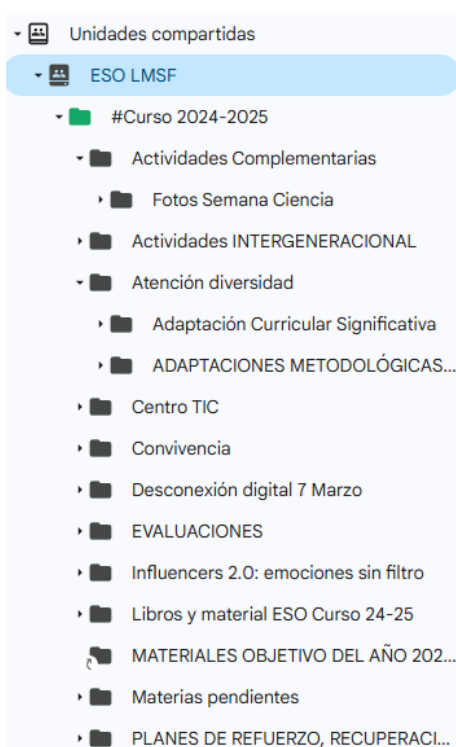 Unidades compartidas
ESO LMSF
#Curso 2024-2025
Actividades Complementarias
Fotos Semana Ciencia
Actividades INTERGENERACIONAL
Atención diversidad
Adaptación Curricular Significativa
ADAPTACIONES METODOLÓGICAS...
Centro TIC
Convivencia
Desconexión digital 7 Marzo
EVALUACIONES
Influencers 2.0: emociones sin filtro
Libros y material ESO Curso 24-25
MATERIALES OBJETIVO DEL AÑO 202...
Materias pendientes
PLANES DE REFUERZO, RECUPERACI...